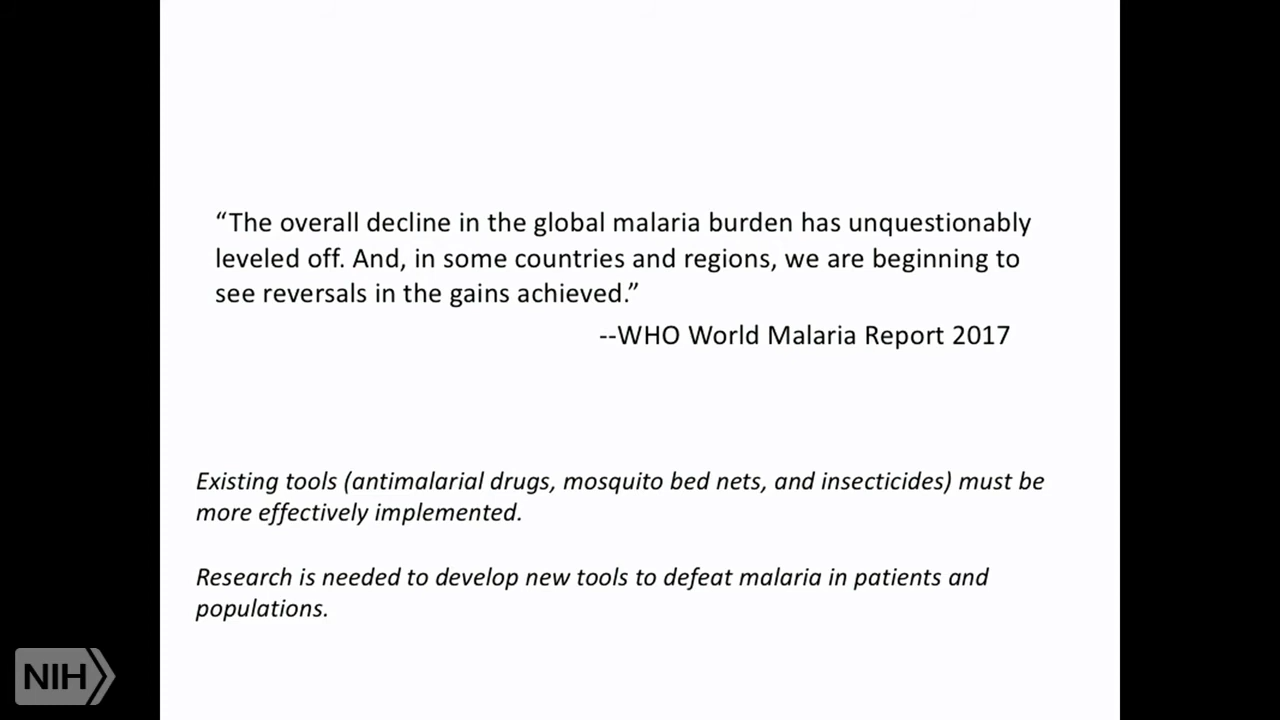 “The overall decline in the global malaria burden has unquestionably
leveled off. And, in some countries and regions, we are beginning to
see reversals in the gains achieved.”
--WHO World Malaria Report 2017
Existing tools (antimalarial drugs, mosquito bed nets, and insecticides) must be
more effectively implemented.
Research is needed to develop new tools to defeat malaria in patients and
populations.
NIH